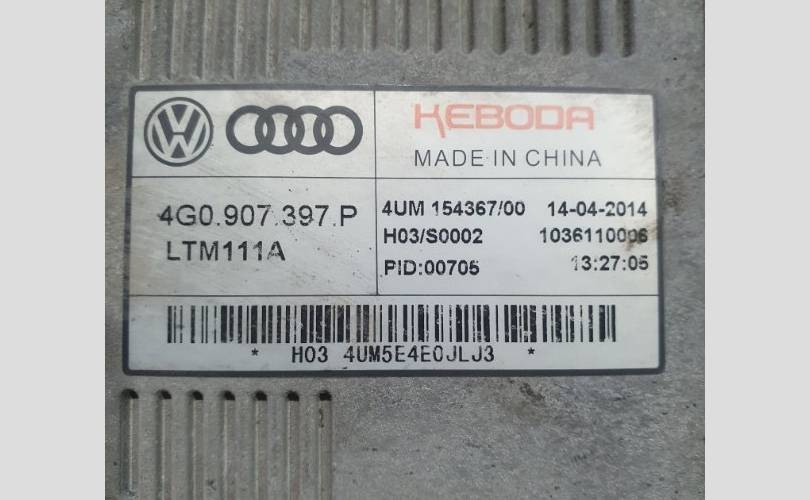 KEBODA
MADE IN CHINA
4G0.907.397.P
LTM111A
4UM 154367/00 14-04-2014
H03/S0002 1036110006
PID:00705 13:27:05
* H03 4UM5E4E0JLJ3 *